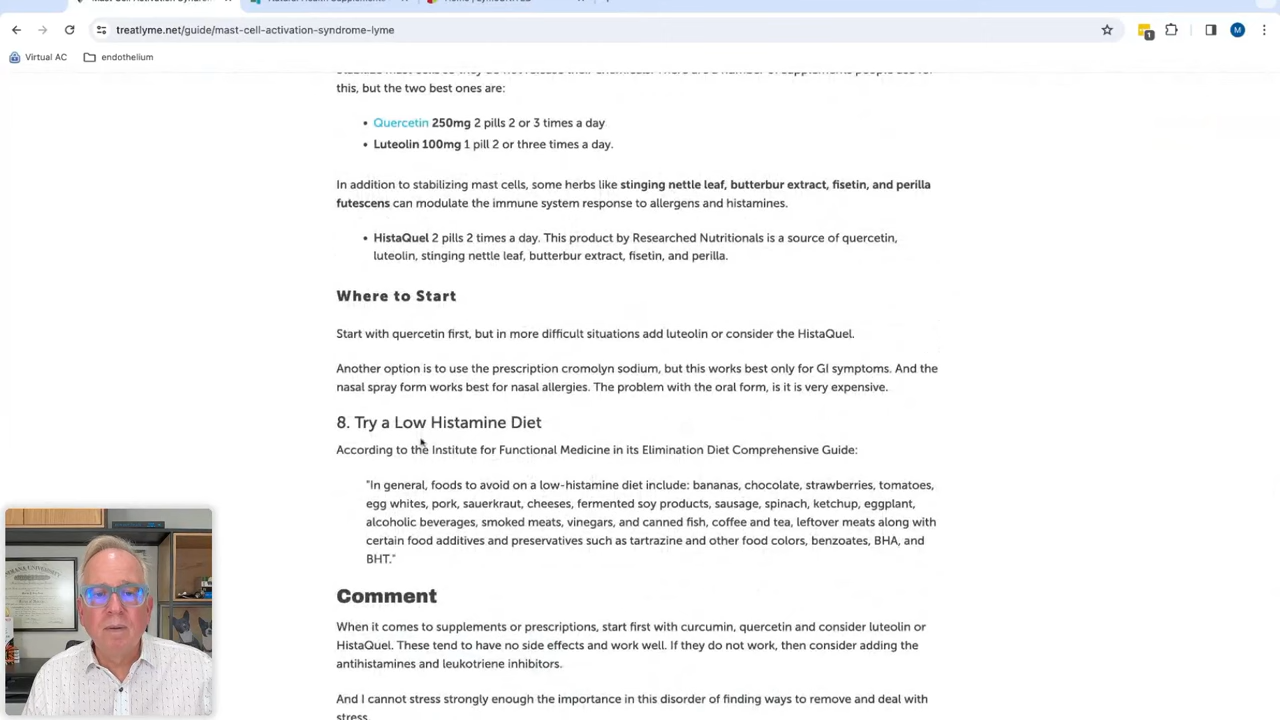 treatlyme.net/guide/mast-cell-activation-syndrome-lyme
1
M
Virtual AC
endothelium
this, but the two best ones are:
• Quercetin 250mg 2 pills 2 or 3 times a day
• Luteolin 100mg 1 pill 2 or three times a day.
In addition to stabilizing mast cells, some herbs like stinging nettle leaf, butterbur extract, fisetin, and perilla
futescens can modulate the immune system response to allergens and histamines.
• HistaQuel 2 pills 2 times a day. This product by Researched Nutritionals is a source of quercetin,
luteolin, stinging nettle leaf, butterbur extract, fisetin, and perilla.
Where to Start
Start with quercetin first, but in more difficult situations add luteolin or consider the HistaQuel.
Another option is to use the prescription cromolyn sodium, but this works best only for GI symptoms. And the
nasal spray form works best for nasal allergies. The problem with the oral form, is it is very expensive.
8. Try a Low Histamine Diet
According to the Institute for Functional Medicine in its Elimination Diet Comprehensive Guide:
"In general, foods to avoid on a low-histamine diet include: bananas, chocolate, strawberries, tomatoes,
egg whites, pork, sauerkraut, cheeses, fermented soy products, sausage, spinach, ketchup, eggplant,
alcoholic beverages, smoked meats, vinegars, and canned fish, coffee and tea, leftover meats along with
certain food additives and preservatives such as tartrazine and other food colors, benzoates, BHA, and
BHT."
Comment
When it comes to supplements or prescriptions, start first with curcumin, quercetin and consider luteolin or
HistaQuel. These tend to have no side effects and work well. If they do not work, then consider adding the
antihistamines and leukotriene inhibitors.
And I cannot stress strongly enough the importance in this disorder of finding ways to remove and deal with
stress.